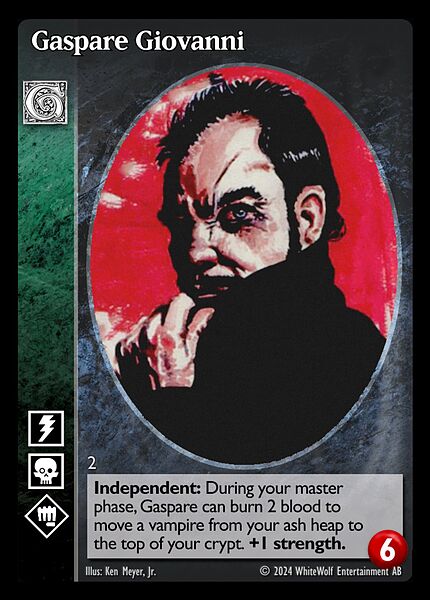 Gaspare Giovanni
G
2
Independent: During your master
phase, Gaspare can burn 2 blood to
move a vampire from your ash heap to
the top of your crypt. +1 strength.
6
Illus: Ken Meyer, Jr.
© 2024 WhiteWolf Entertainment AB